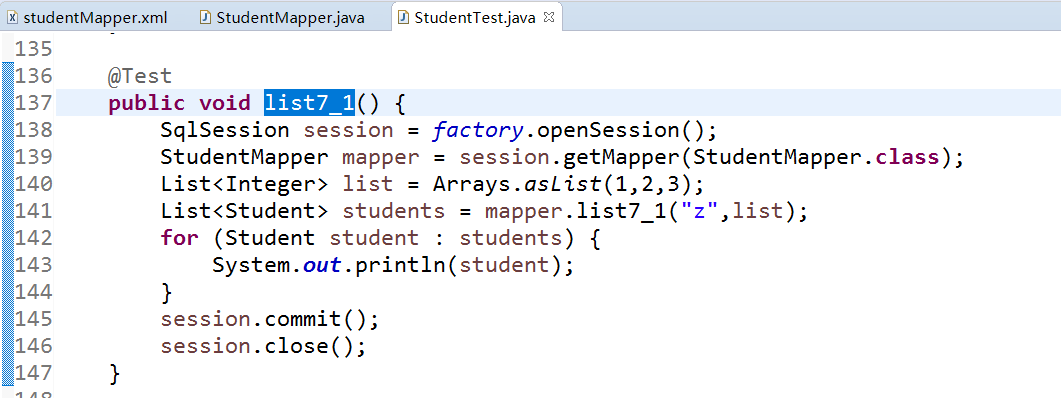 studentMapper.xml StudentMapper.java StudentTest.java
135
136 @Test
137 public void list7_1() {
138 SqlSession session = factory.openSession();
139 StudentMapper mapper = session.getMapper(StudentMapper.class);
140 List<Integer> list = Arrays.asList(1,2,3);
141 List<Student> students = mapper.list7_1("z",list);
142 for (Student student : students) {
143 System.out.println(student);
144 }
145 session.commit();
146 session.close();
147 }